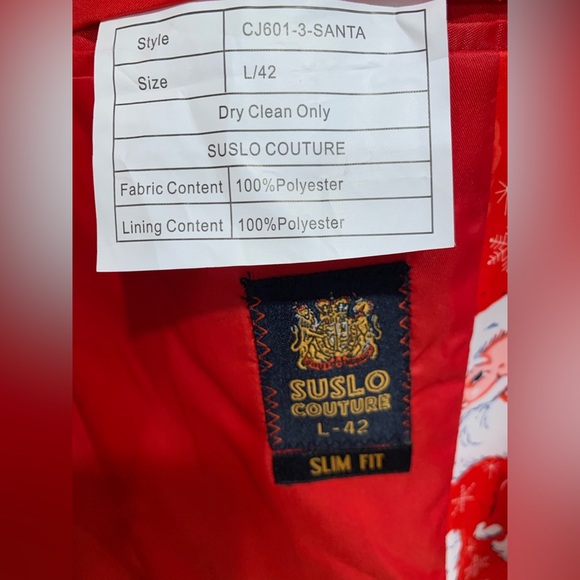 Style CJ601-3-SANTA
Size L/42
Dry Clean Only
SUSLO COUTURE
Fabric Content 100%Polyester
Lining Content 100%Polyester
SUSLO
COUTURE
L-42
SLIM FIT